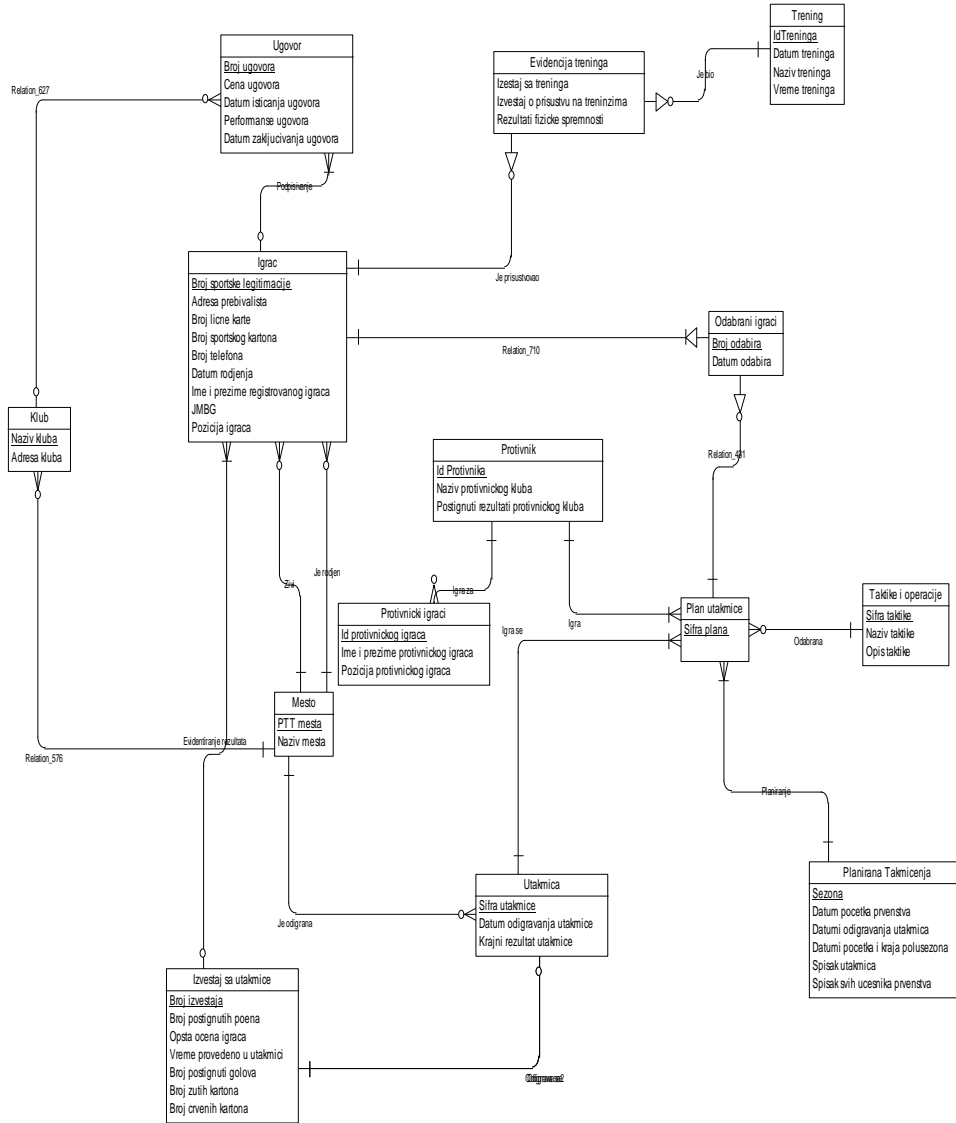 Trening
IdTreninga
Datum treninga
Naziv treninga
Vreme treninga
Ugovor
Broj ugovora
Cena ugovora
Datum isticanja ugovora
Performanse ugovora
Datum zakljucivanja ugovora
Evidencija treninga
Izestaj sa treninga
Izvestaj o prisustvu na treninzima
Rezultati fizicke spremnosti
Je bio
Relation_627
Podpisivanje
Igrac
Broj sportske legitimacije
Adresa prebivalista
Broj licne karte
Broj sportskog kartona
Broj telefona
Datum rodjenja
Ime i prezime registrovanog igraca
JMBG
Pozicija igraca
Je prisustvovao
Relation_710
Odabrani igraci
Broj odabira
Datum odabira
Klub
Naziv kluba
Adresa kluba
Protivnik
Id Protivnika
Naziv protivnickog kluba
Postignuti rezultati protivnickog kluba
Relation_431
Zivi
Je rodjen
Igra za
Igra se
Igra
Protivnicki igraci
Id protivnickog igraca
Ime i prezime protivnickog igraca
Pozicija protivnickog igraca
Plan utakmice
Sifra plana
Odabrana
Taktike i operacije
Sifra taktike
Naziv taktike
Opis taktike
Mesto
PTT mesta
Naziv mesta
Evidentiranje rezultata
Relation_576
Planiranje
Planirana Takmicenja
Sezona
Datum pocetka prvenstva
Datumi odigravanja utakmica
Datumi pocetka i kraja polusezona
Spisak utakmica
Spisak svih ucesnika prvenstva
Utakmica
Sifra utakmice
Datum odigravanja utakmice
Krajni rezultat utakmice
Je odigrana
Izvestaj sa utakmice
Broj izvestaja
Broj postignutih poena
Opsta ocena igraca
Vreme provedeno u utakmici
Broj postignuti golova
Broj zutih kartona
Broj crvenih kartona